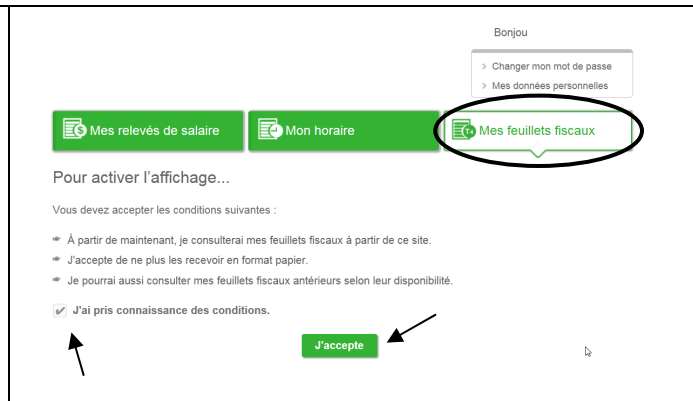 Bonjou
> Changer mon mot de passe
> Mes données personnelles
$ Mes relevés de salaire
Mon horaire
T4 Mes feuillets fiscaux
Pour activer l'affichage...
Vous devez accepter les conditions suivantes :
À partir de maintenant, je consulterai mes feuillets fiscaux à partir de ce site.
J'accepte de ne plus les recevoir en format papier.
Je pourrai aussi consulter mes feuillets fiscaux antérieurs selon leur disponibilité.
J'ai pris connaissance des conditions.
J'accepte